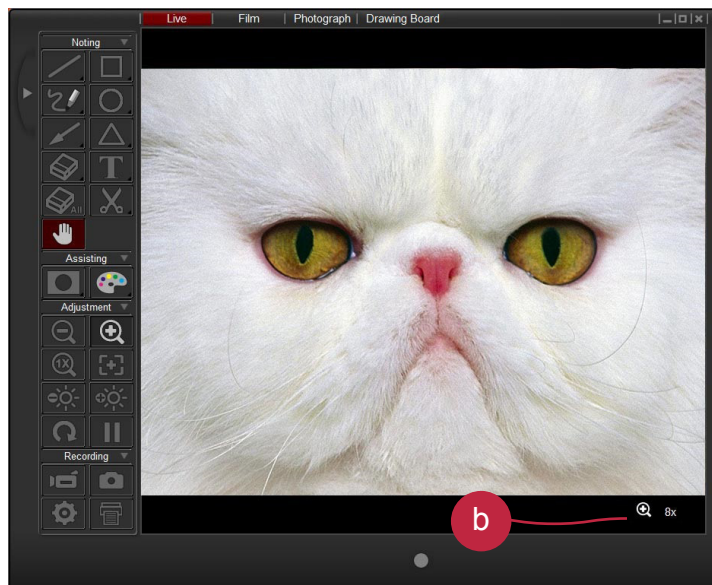 Live Film Photograph Drawing Board
Noting
T
All
Assisting
Adjustment
1X
Recording
b
8x